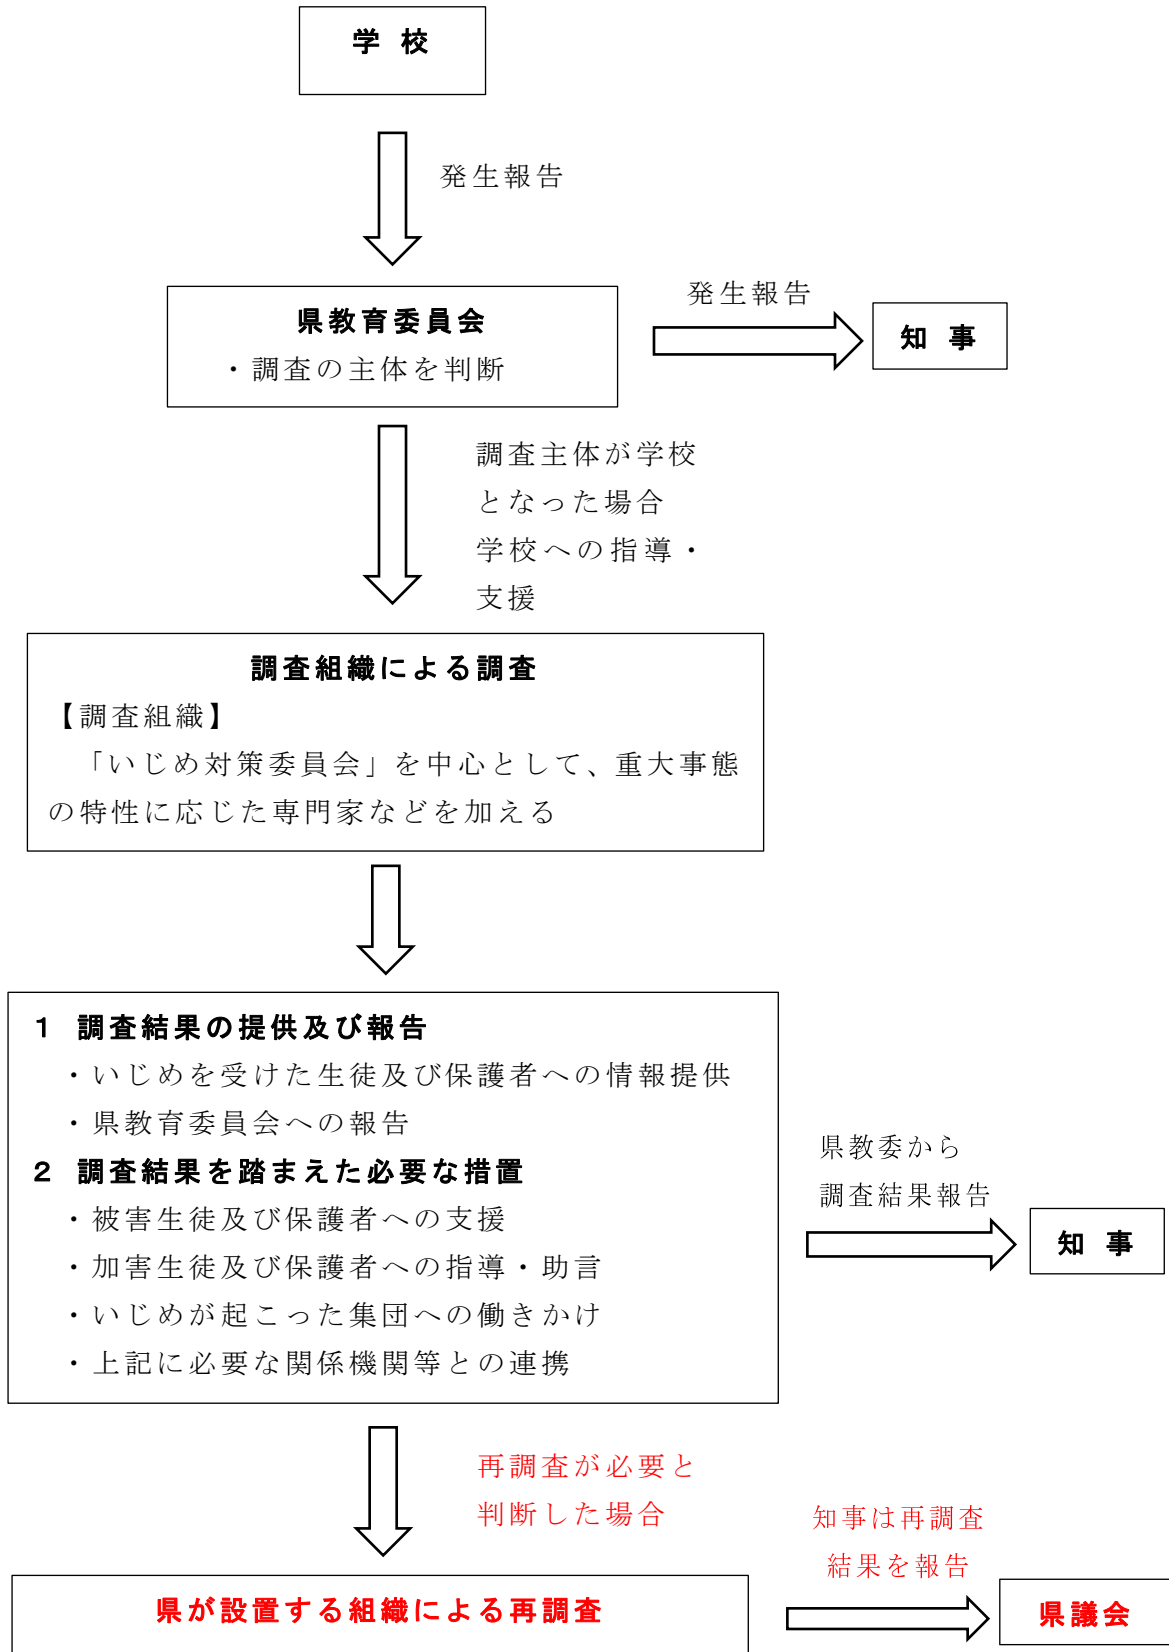 学 校
発生報告
県教育委員会
・調査の主体を判断
発生報告
知 事
調査主体が学校
となった場合
学校への指導・
支援
調査組織による調査
【調査組織】
「いじめ対策委員会」を中心として、重大事態
の特性に応じた専門家などを加える
1 調査結果の提供及び報告
・いじめを受けた生徒及び保護者への情報提供
・県教育委員会への報告
2 調査結果を踏まえた必要な措置
・被害生徒及び保護者への支援
・加害生徒及び保護者への指導・助言
・いじめが起こった集団への働きかけ
・上記に必要な関係機関等との連携
県教委から
調査結果報告
知 事
再調査が必要と
判断した場合
知事は再調査
結果を報告
県が設置する組織による再調査
県議会